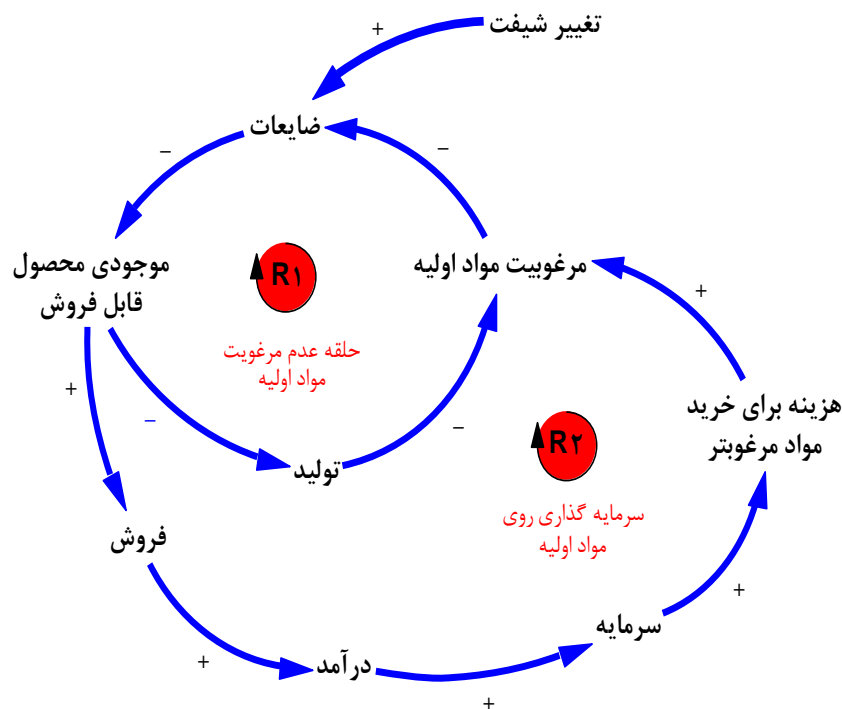 تغییر شیفت
+
ضایعات
−
−
موجودی محصول
قابل فروش
R۱
مرغوبیت مواد اولیه
+
حلقه عدم مرغویت
مواد اولیه
+
−
−
هزینه برای خرید
مواد مرغوبتر
R۲
تولید
سرمایه گذاری روی
مواد اولیه
فروش
+
سرمایه
+
درآمد
+